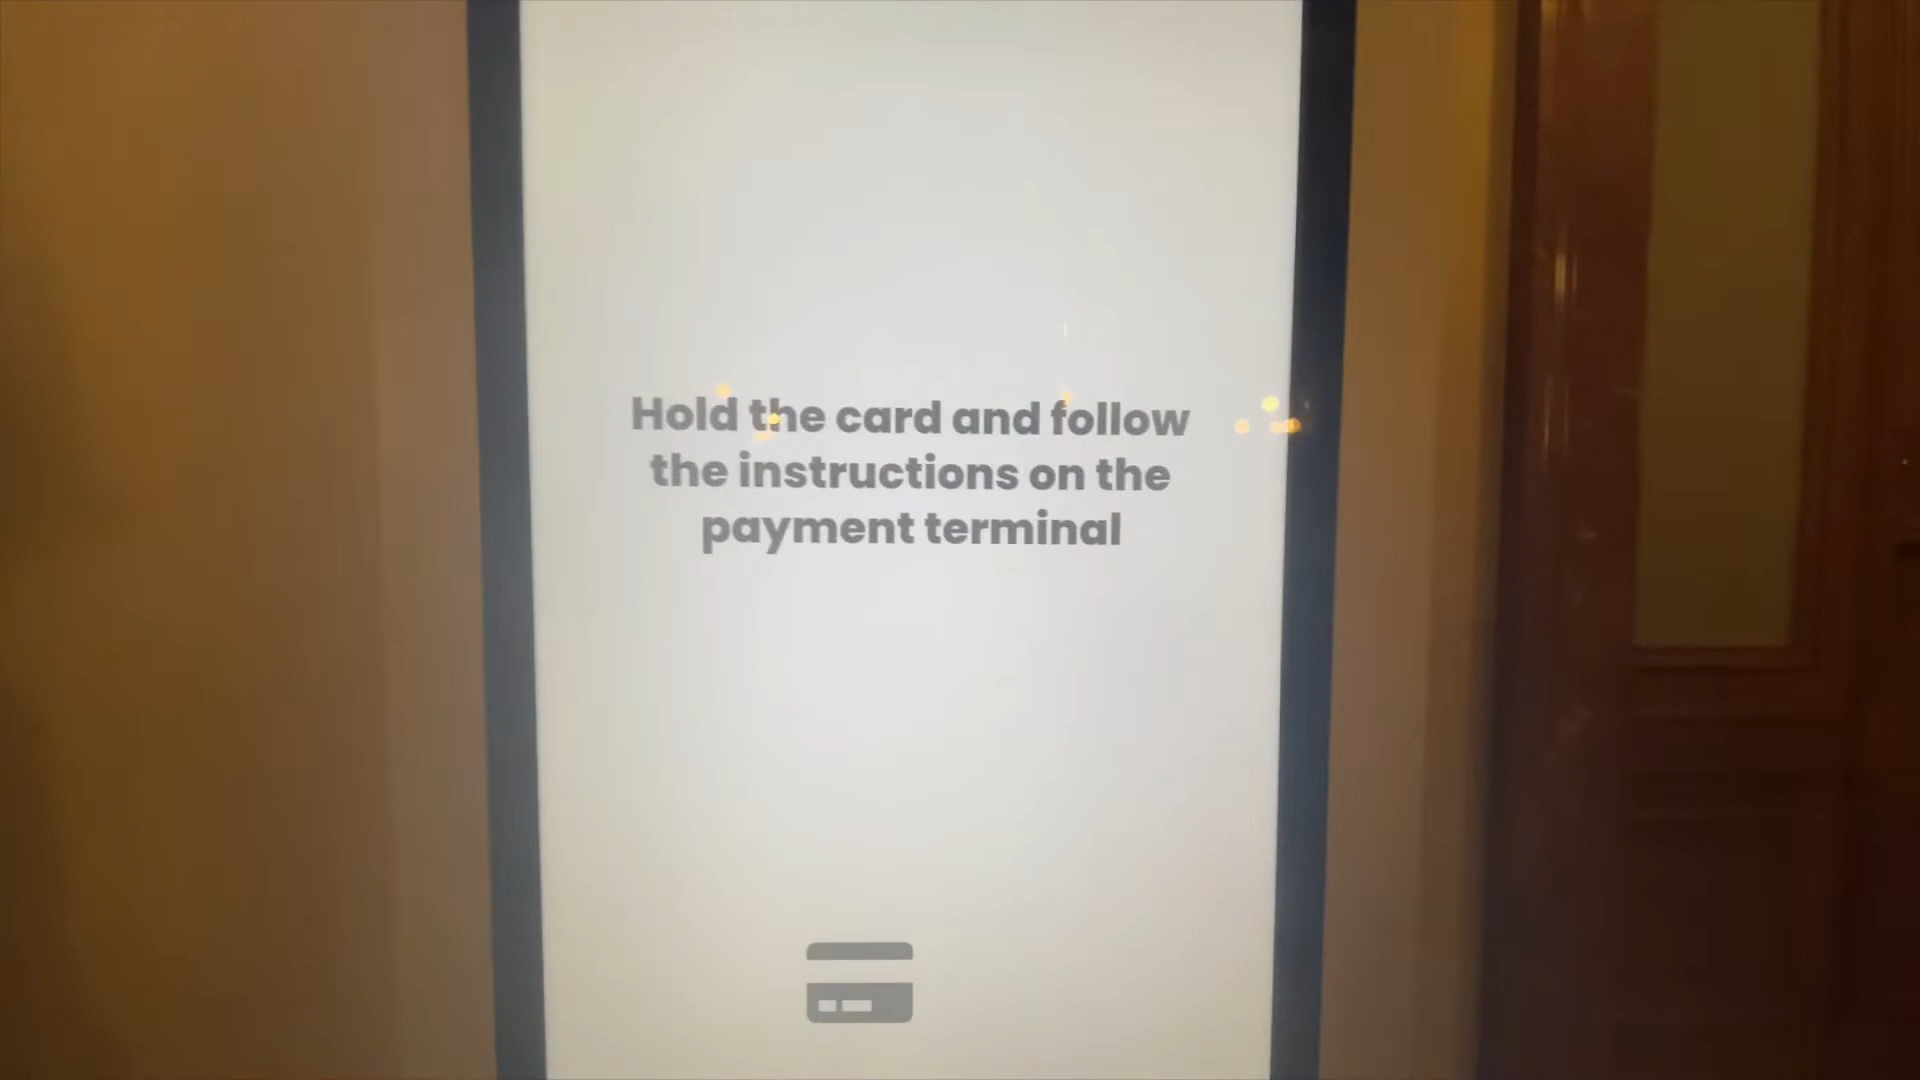 Hold the card and follow
the instructions on the
payment terminal